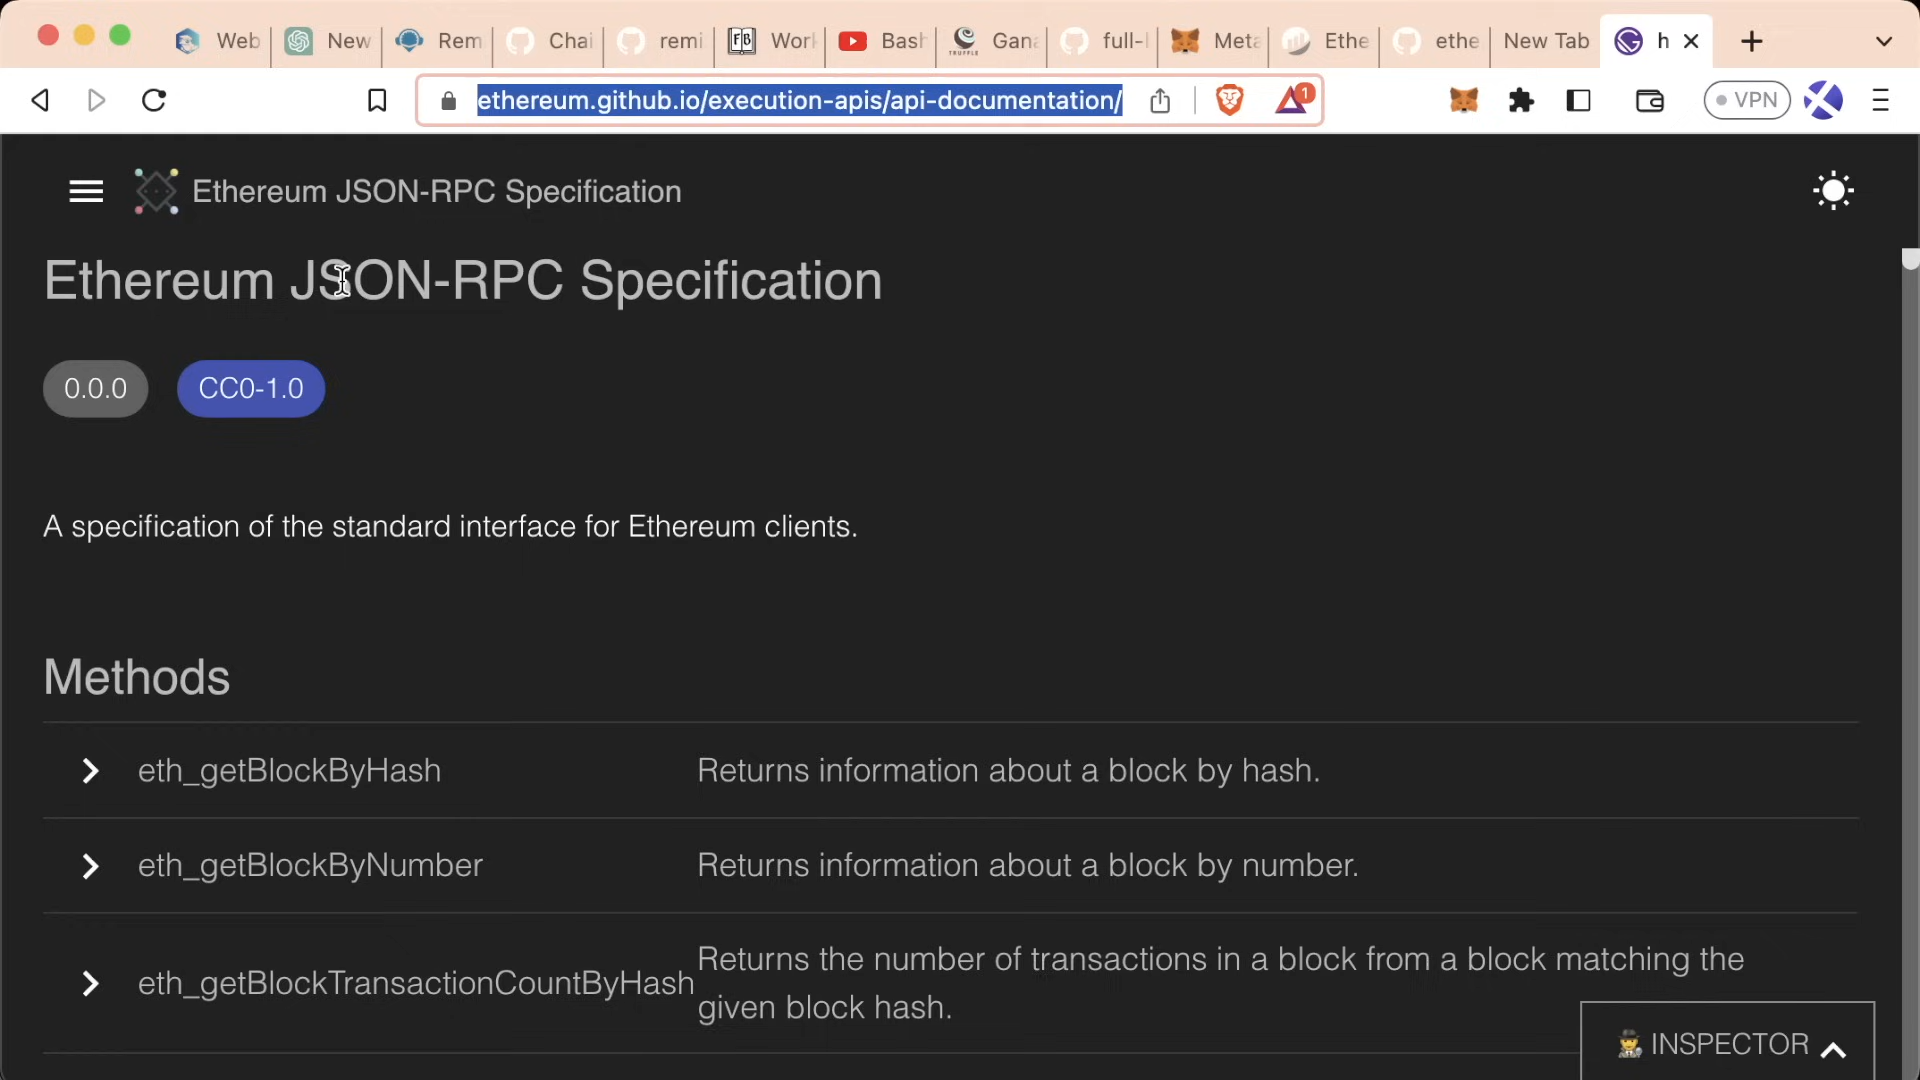 Web New Rem Chai remi Work Bash Gana full- Meta Ethe ethe New Tab h
ethereum.github.io/execution-apis/api-documentation/ 1 VPN
Ethereum JSON-RPC Specification
Ethereum JSON-RPC Specification
0.0.0 CC0-1.0
A specification of the standard interface for Ethereum clients.
Methods
eth_getBlockByHash Returns information about a block by hash.
eth_getBlockByNumber Returns information about a block by number.
eth_getBlockTransactionCountByHash Returns the number of transactions in a block from a block matching the
given block hash.
INSPECTOR